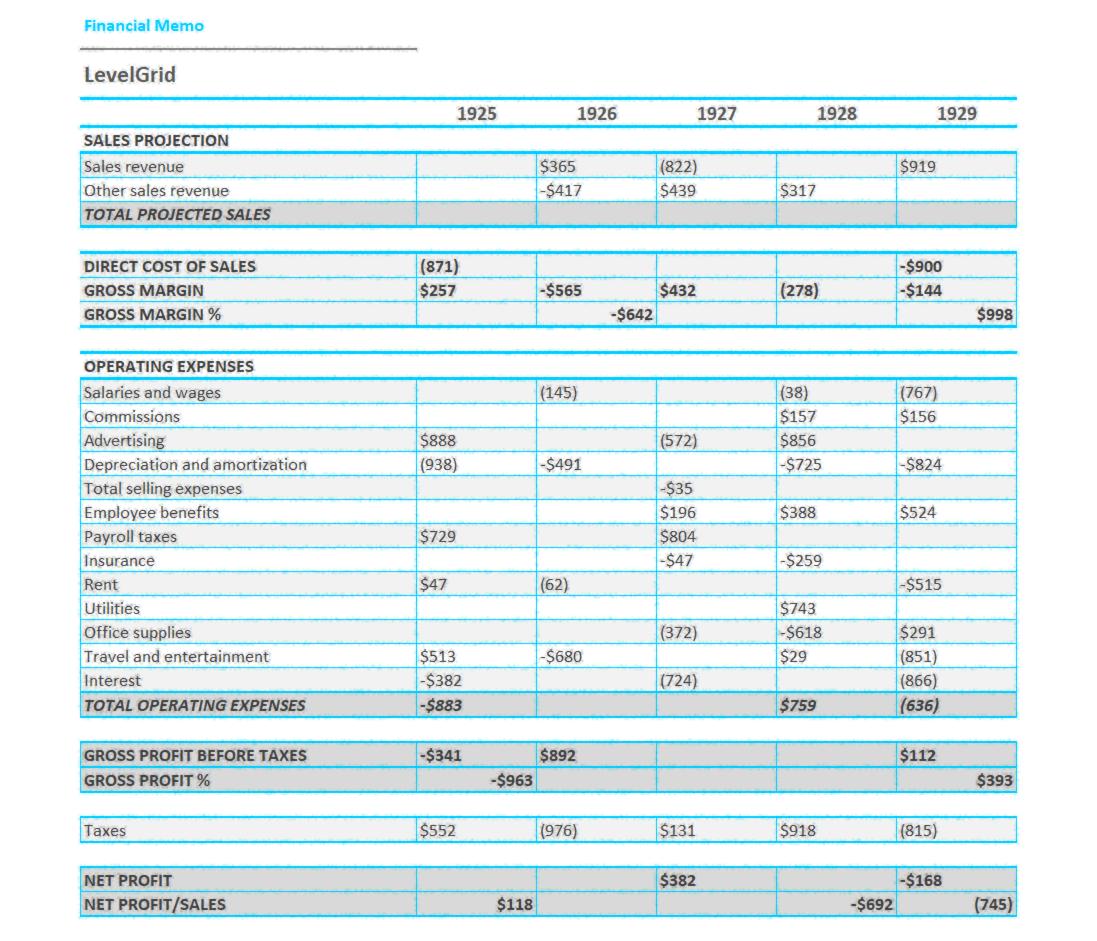 Financial Memo
LevelGrid
1925 1926 1927 1928 1929
SALES PROJECTION
Sales revenue $365 (822) $919
Other sales revenue -$417 $439 $317
TOTAL PROJECTED SALES
DIRECT COST OF SALES (871) -$900
GROSS MARGIN $257 -$565 $432 (278) -$144
GROSS MARGIN % -$642 $998
OPERATING EXPENSES
Salaries and wages (145) (38) (767)
Commissions $157 $156
Advertising $888 (572) $856
Depreciation and amortization (938) -$491 -$725 -$824
Total selling expenses -$35
Employee benefits $196 $388 $524
Payroll taxes $729 $804
Insurance -$47 -$259
Rent $47 (62) -$515
Utilities $743
Office supplies (372) -$618 $291
Travel and entertainment $513 -$680 $29 (851)
Interest -$382 (724) (866)
TOTAL OPERATING EXPENSES -$883 $759 (636)
GROSS PROFIT BEFORE TAXES -$341 $892 $112
GROSS PROFIT % -$963 $393
Taxes $552 (976) $131 $918 (815)
NET PROFIT $382 -$168
NET PROFIT/SALES $118 -$692 (745)